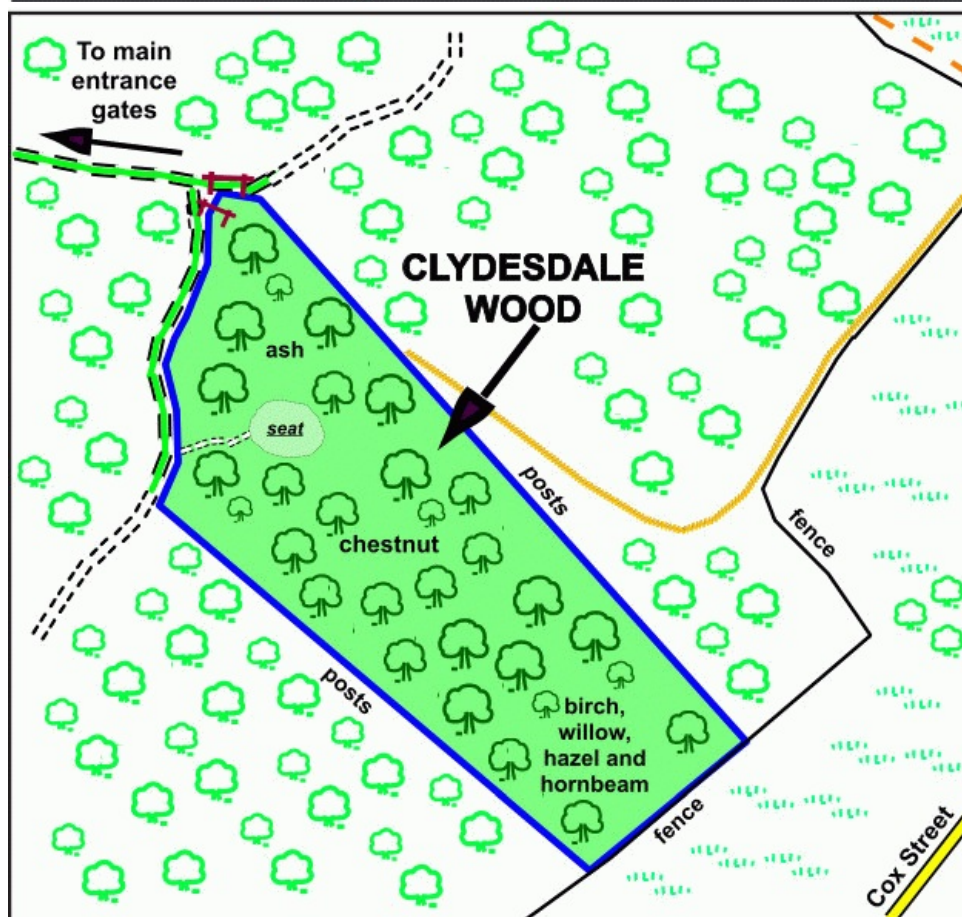 To main
entrance
gates
CLYDESDALE
WOOD
ash
seat
posts
fence
chestnut
posts
birch,
willow,
hazel and
hornbeam
fence
Cox Street